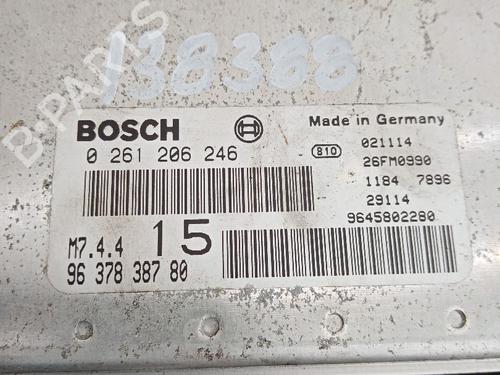 138388
B-PARTS
BOSCH
Made in Germany
0 261 206 246
810
021114
26FM0990
1184 7896
29114
9645802280
M7.4.4
15
96 378 387 80